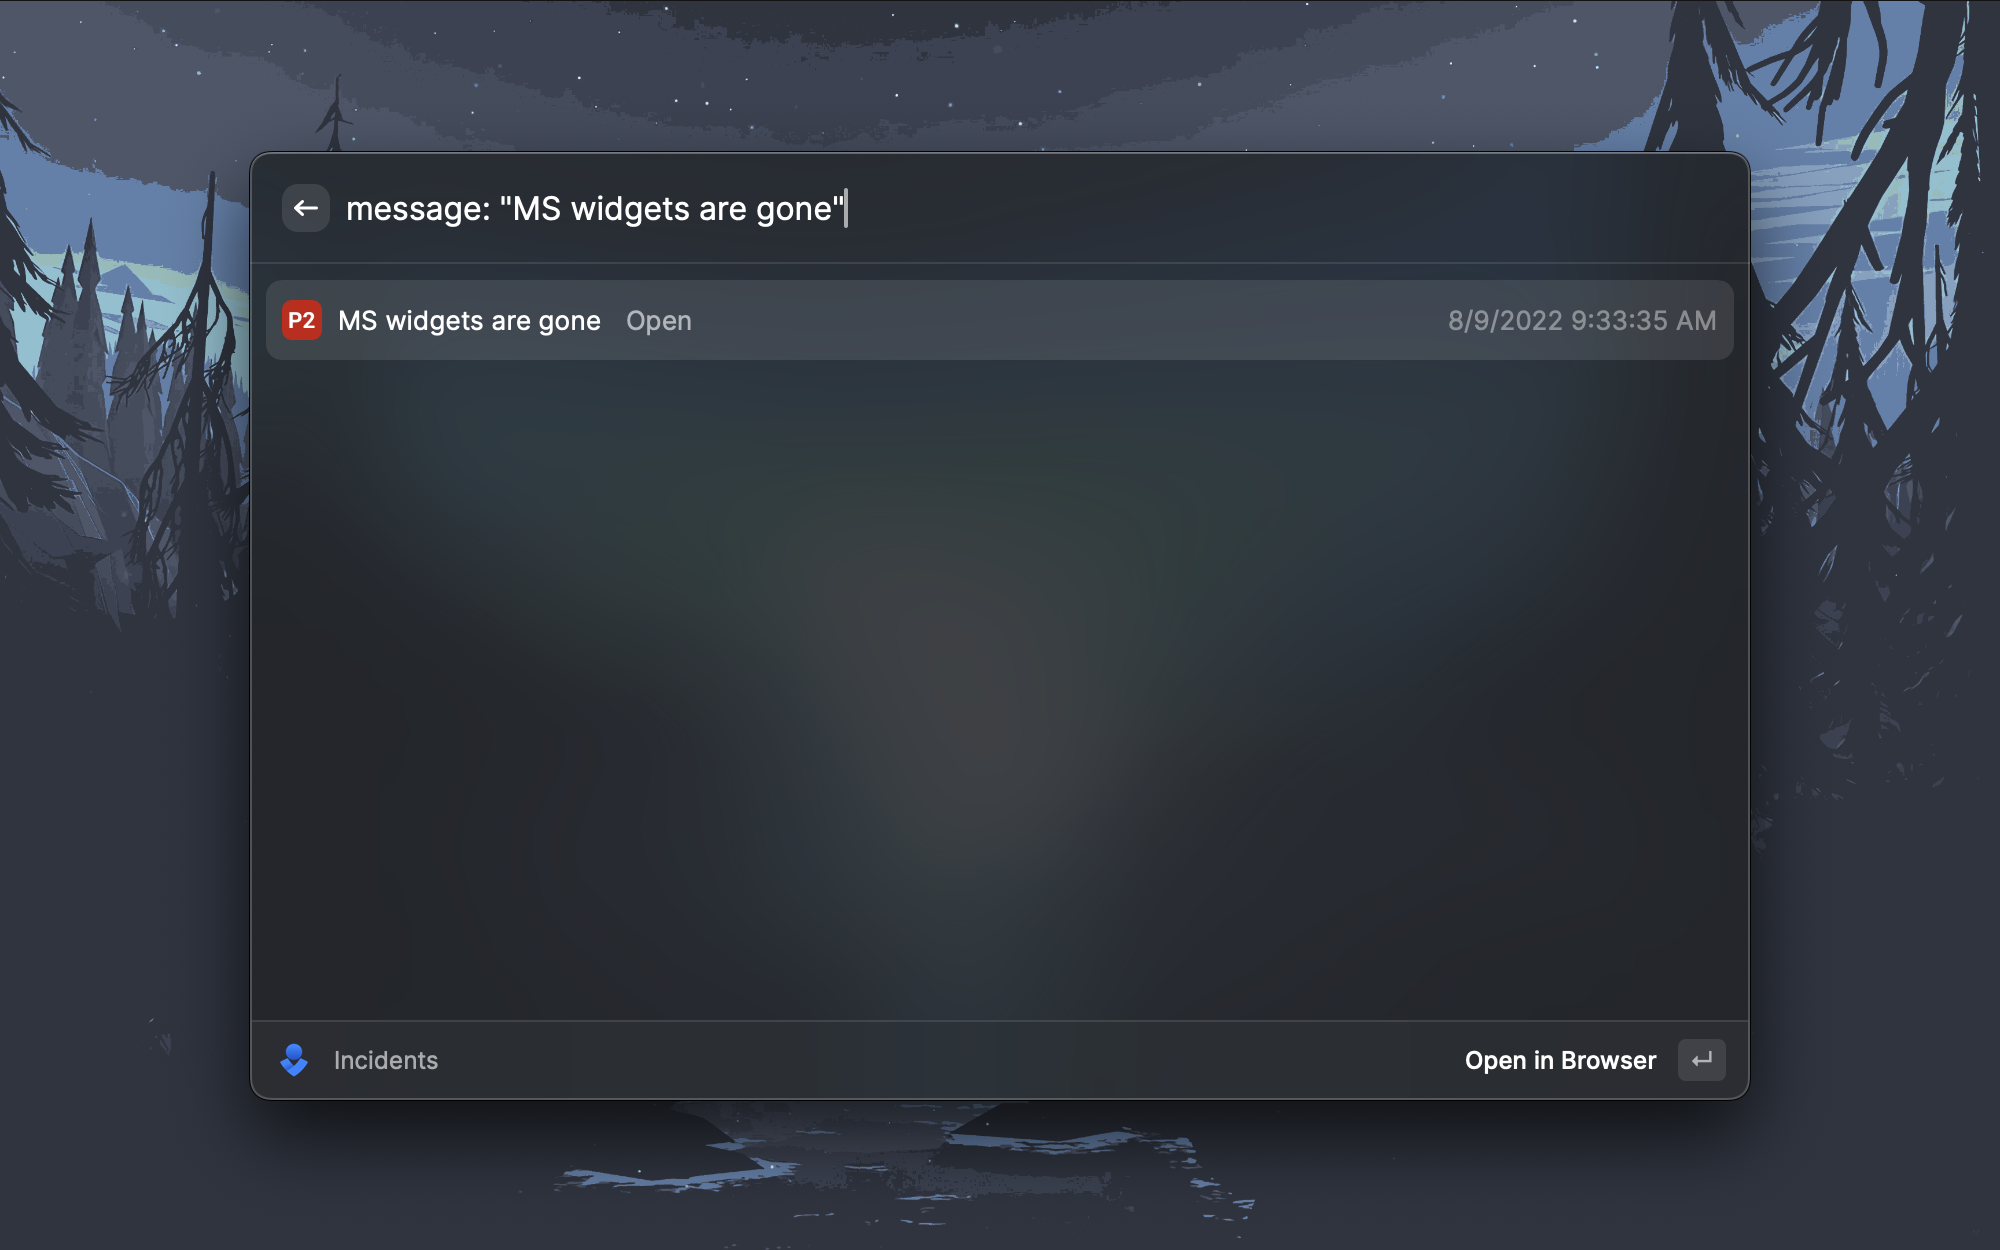 message: "MS widgets are gone"
P2 MS widgets are gone Open 8/9/2022 9:33:35 AM
Incidents Open in Browser